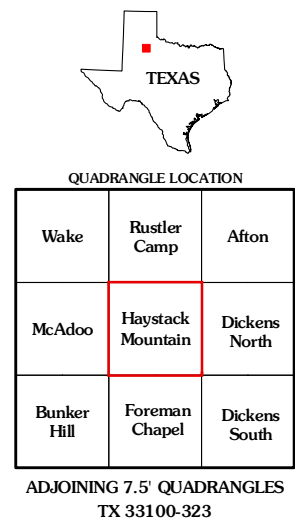 TEXAS
QUADRANGLE LOCATION
Wake
Rustler
Camp
Afton
McAdoo
Haystack
Mountain
Dickens
North
Bunker
Hill
Foreman
Chapel
Dickens
South
ADJOINING 7.5' QUADRANGLES
TX 33100-323